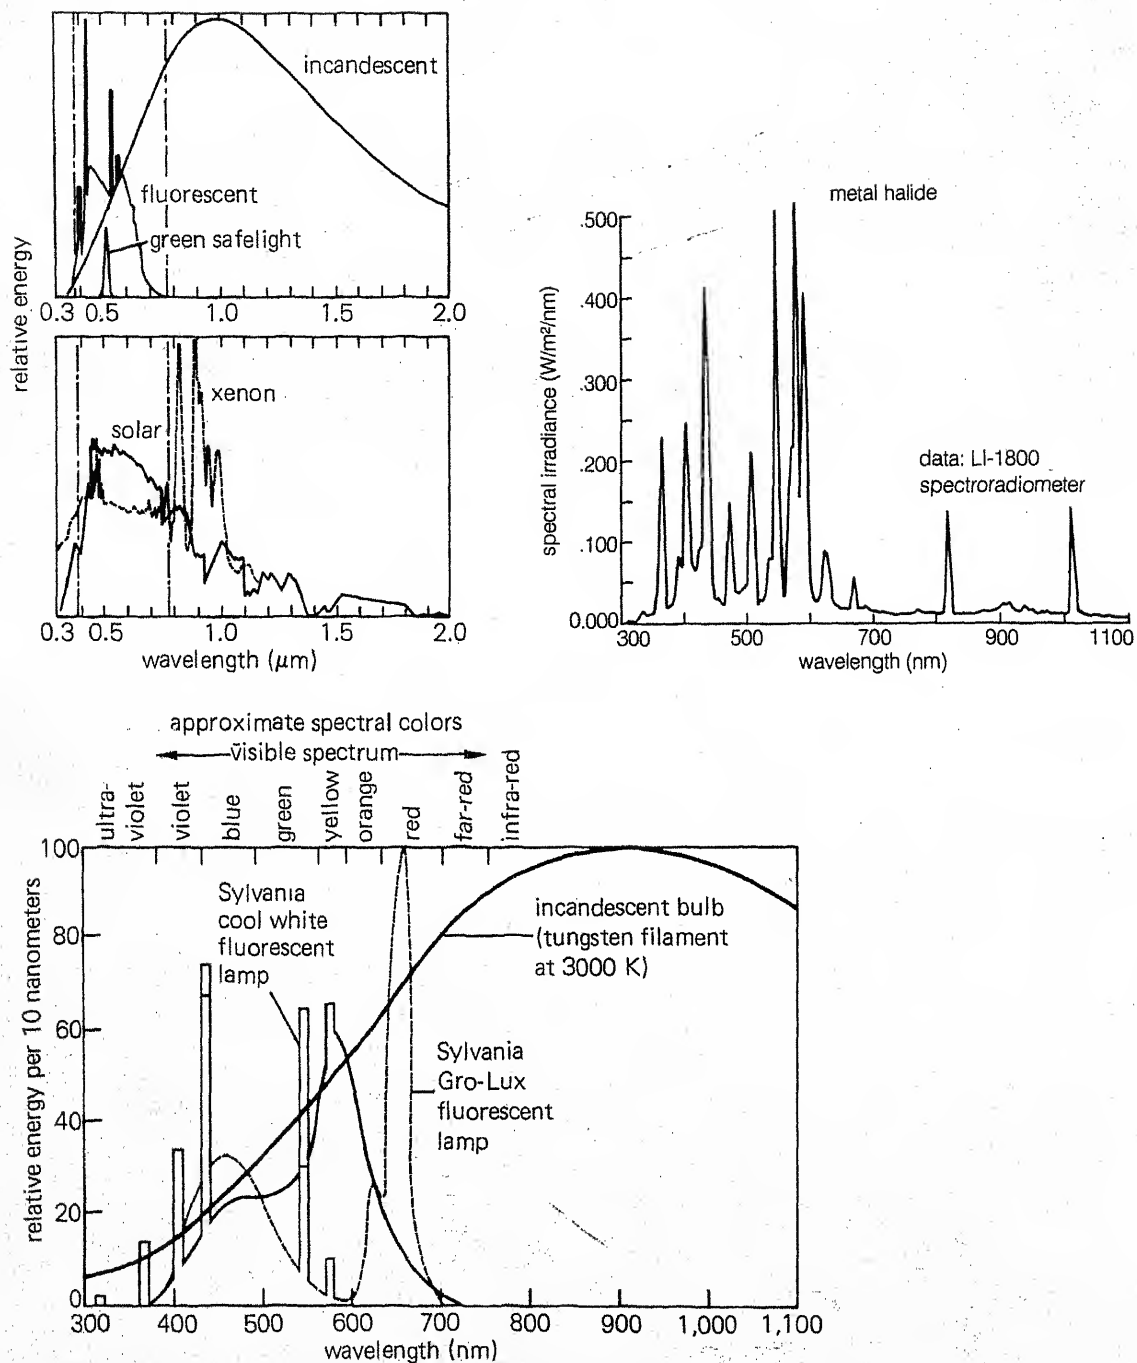 relative energy
incandescent
fluorescent
green safelight
0.3 0.5 1.0 1.5 2.0
xenon
solar
0.3 0.5 1.0 1.5 2.0
wavelength (μm)
metal halide
spectral irradiance (W/m²/nm)
.500
.400
.300
.200
.100
0.000
data: LI-1800
spectroradiometer
300 500 700 900 1100
wavelength (nm)
approximate spectral colors
visible spectrum
ultra-
violet
violet
blue
green
yellow
orange
red
far-red
infra-red
relative energy per 10 nanometers
100
80
60
40
20
0
Sylvania
cool white
fluorescent
lamp
incandescent bulb
(tungsten filament
at 3000 K)
Sylvania
Gro-Lux
fluorescent
lamp
300 400 500 600 700 800 900 1,000 1,100
wavelength (nm)